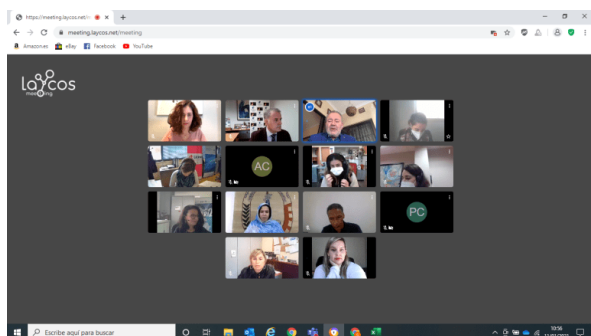 https://meeting.laycos.net/m
meeting.laycos.net/meeting
Amazon.es eBay Facebook YouTube
laycos
meeting
AC
PC
Escribe aquí para buscar
10:56